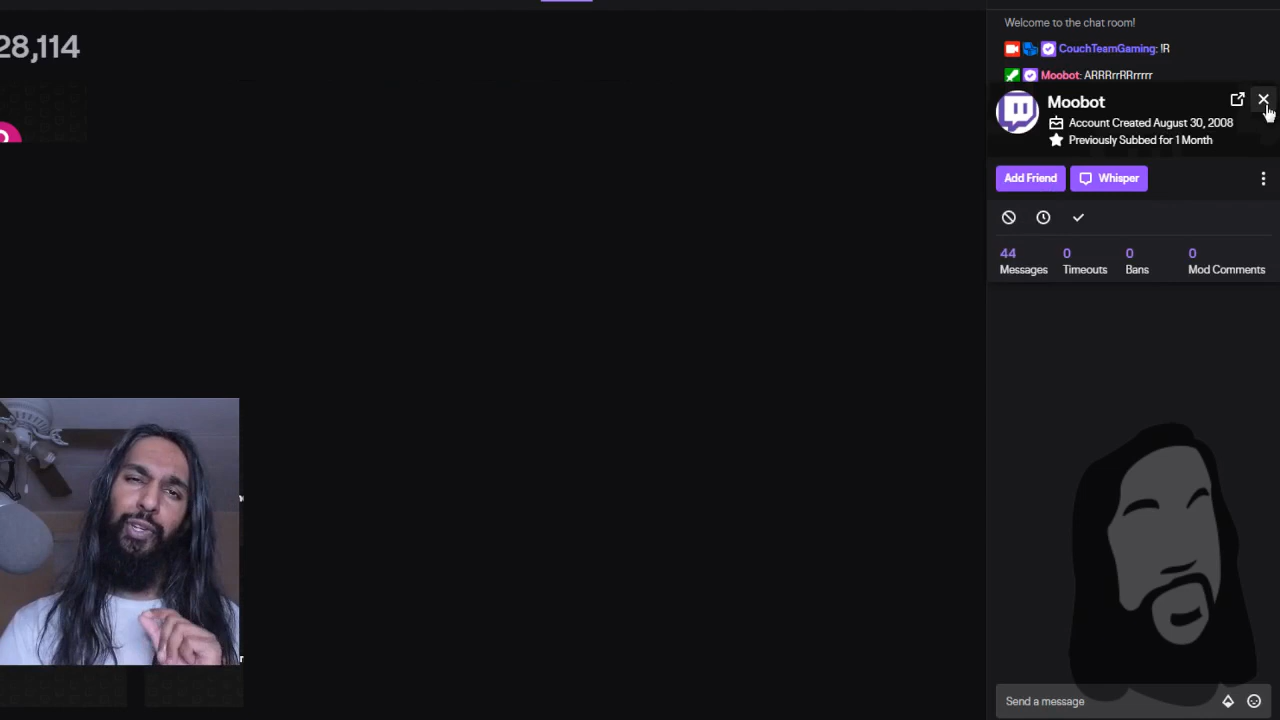 28,114
Welcome to the chat room!
CouchTeamGaming: !R
Moobot: ARRRrrRRrrrrr
Moobot
Account Created August 30, 2008
Previously Subbed for 1 Month
Add Friend
Whisper
44 0 0 0
Messages Timeouts Bans Mod Comments
Send a message